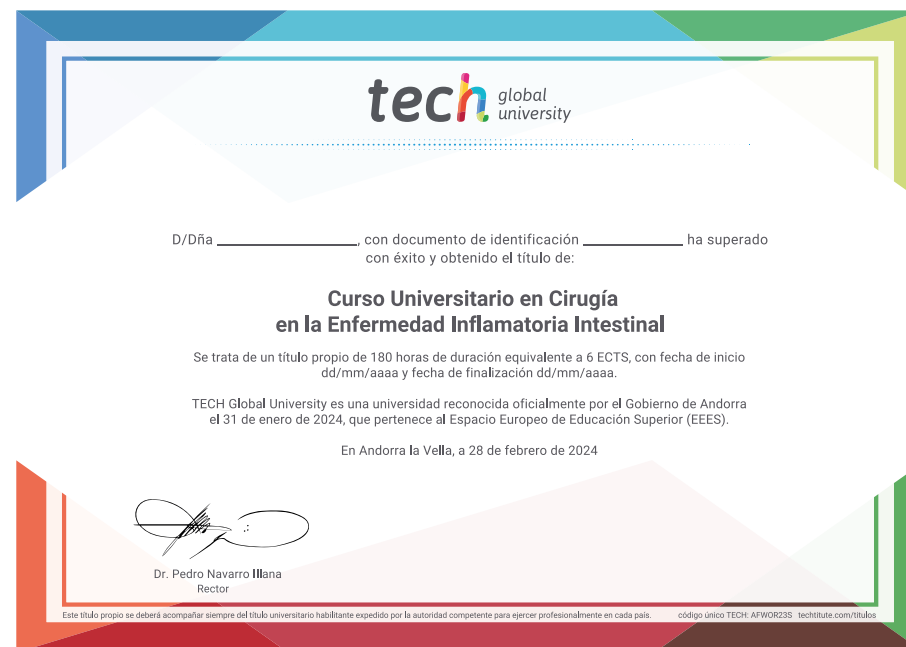 tech global university
D/Dña ____________________, con documento de identificación ______________ ha superado
con éxito y obtenido el título de:
Curso Universitario en Cirugía
en la Enfermedad Inflamatoria Intestinal
Se trata de un título propio de 180 horas de duración equivalente a 6 ECTS, con fecha de inicio
dd/mm/aaaa y fecha de finalización dd/mm/aaaa.
TECH Global University es una universidad reconocida oficialmente por el Gobierno de Andorra
el 31 de enero de 2024, que pertenece al Espacio Europeo de Educación Superior (EEES).
En Andorra la Vella, a 28 de febrero de 2024
Dr. Pedro Navarro Illana
Rector
Este título propio se deberá acompañar siempre del título universitario habilitante expedido por la autoridad competente para ejercer profesionalmente en cada país. código único TECH: AFWOR23S techtitute.com/titulos